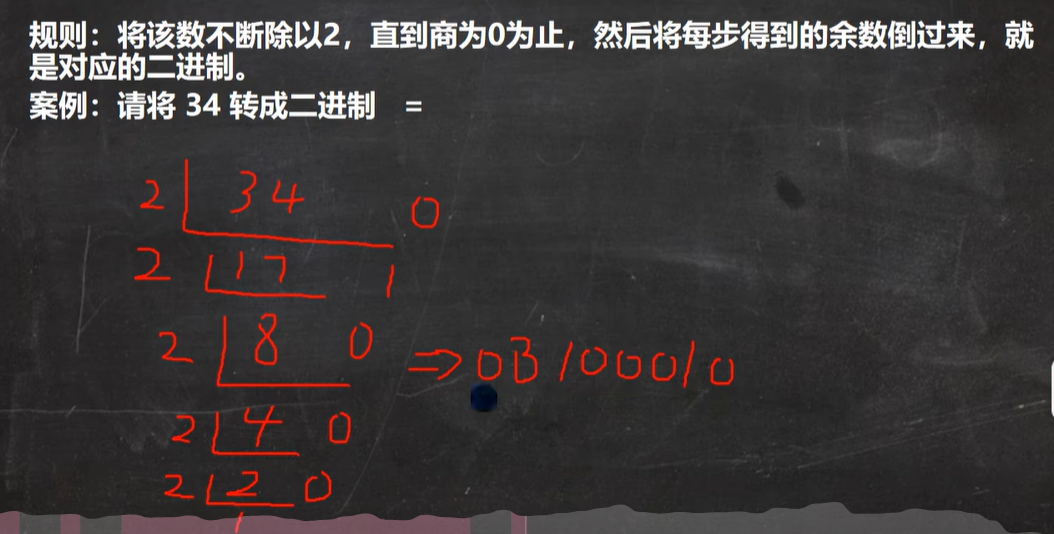 规则：将该数不断除以2，直到商为0为止，然后将每步得到的余数倒过来，就
是对应的二进制。
案例：请将 34 转成二进制 =
2 34 0
2 17 1
2 8 0
⇒ 0B100010
2 4 0
2 2 0
1